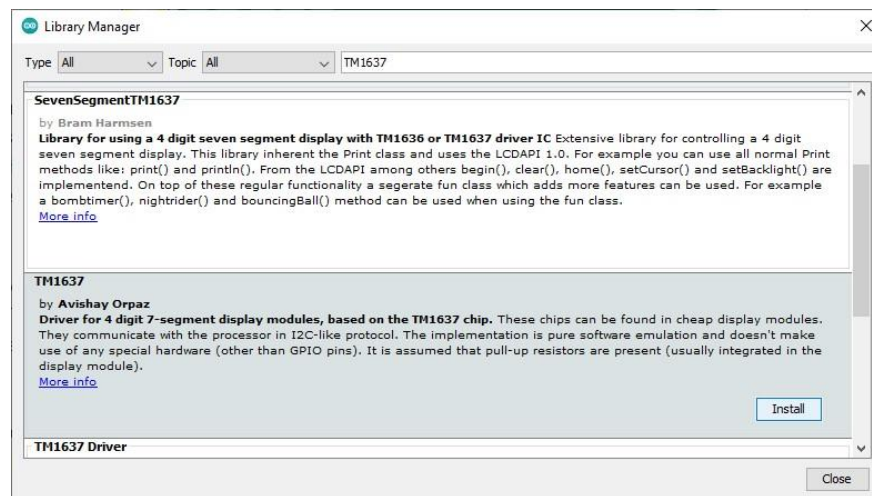 Library Manager
Type All Topic All TM1637
SevenSegmentTM1637
by Bram Harmsen
Library for using a 4 digit seven segment display with TM1636 or TM1637 driver IC Extensive library for controlling a 4 digit
seven segment display. This library inherent the Print class and uses the LCDAPI 1.0. For example you can use all normal Print
methods like: print() and println(). From the LCDAPI among others begin(), clear(), home(), setCursor() and setBacklight() are
implementend. On top of these regular functionality a segerate fun class which adds more features can be used. For example
a bombtimer(), nightrider() and bouncingBall() method can be used when using the fun class.
More info
TM1637
by Avishay Orpaz
Driver for 4 digit 7-segment display modules, based on the TM1637 chip. These chips can be found in cheap display modules.
They communicate with the processor in I2C-like protocol. The implementation is pure software emulation and doesn't make
use of any special hardware (other than GPIO pins). It is assumed that pull-up resistors are present (usually integrated in the
display module).
More info
Install
TM1637 Driver
Close